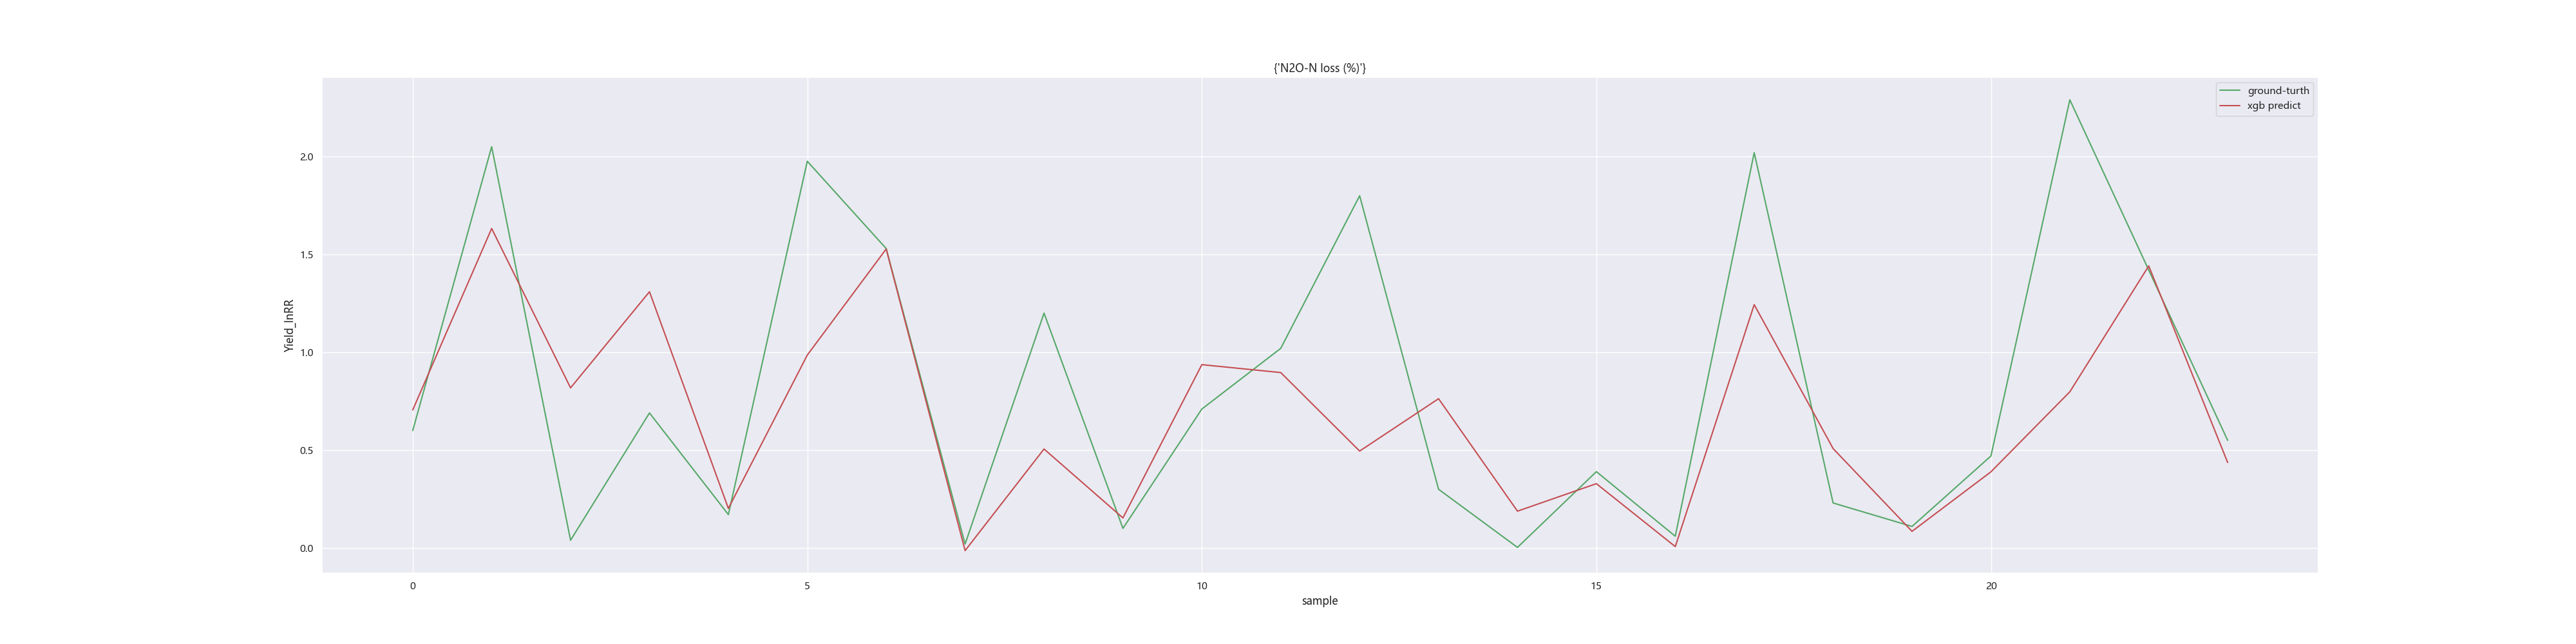 {'N2O-N loss (%)'}
ground-turth
xgb predict
Yield_lnRR
2.0
1.5
1.0
0.5
0.0
0 5 10 15 20
sample